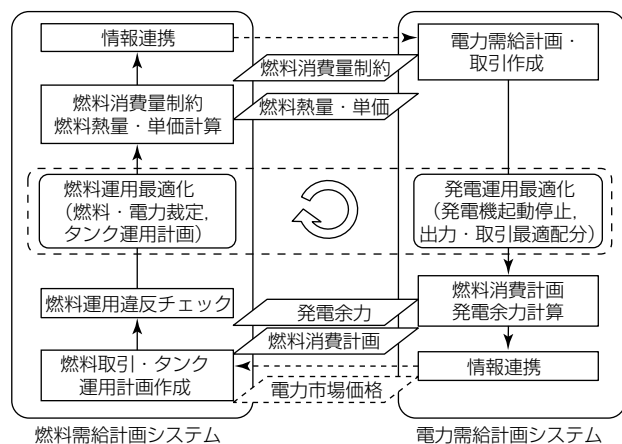 情報連携
燃料消費量制約
燃料熱量・単価計算
燃料運用最適化
(燃料・電力裁定,
タンク運用計画)
燃料運用違反チェック
燃料取引・タンク
運用計画作成
燃料需給計画システム
燃料消費量制約
燃料熱量・単価
発電余力
燃料消費計画
電力市場価格
電力需給計画・
取引作成
発電運用最適化
(発電機起動停止,
出力・取引最適配分)
燃料消費計画
発電余力計算
情報連携
電力需給計画システム